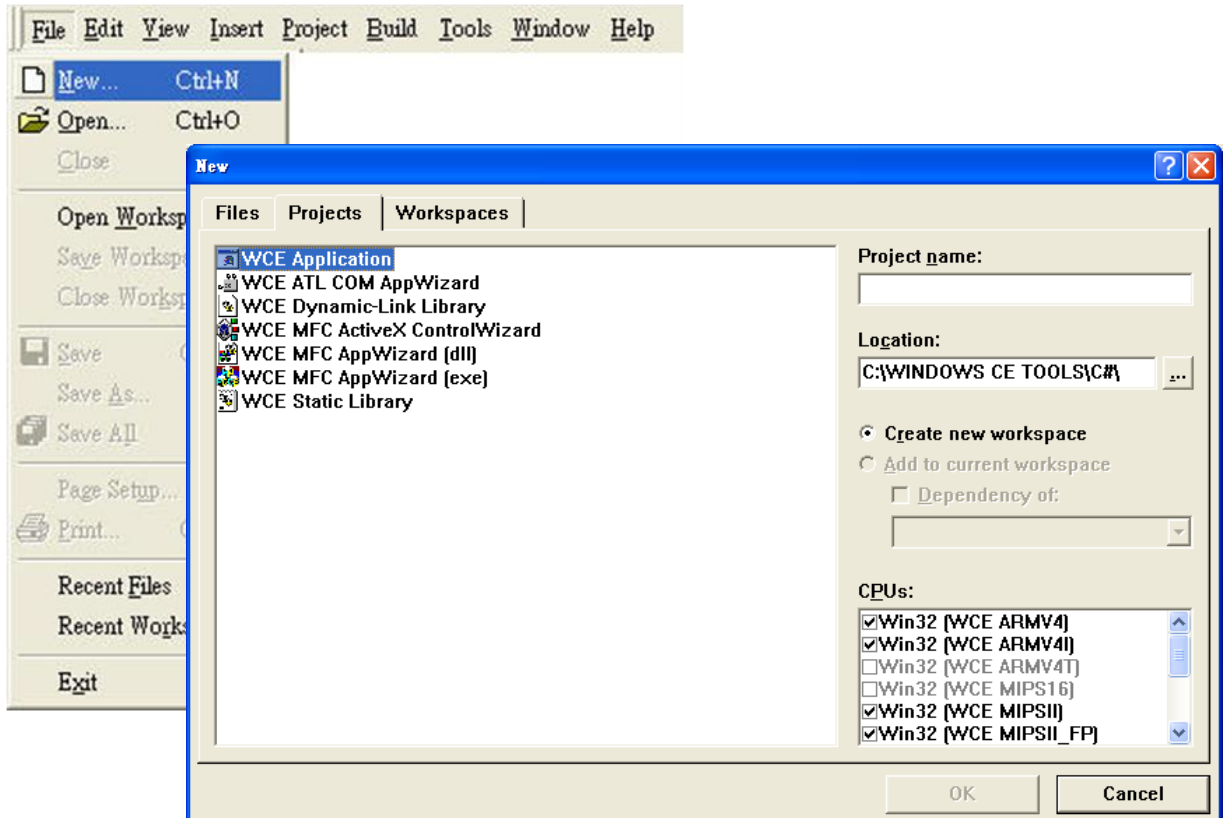 File Edit View Insert Project Build Tools Window Help
New... Ctrl+N
Open... Ctrl+O
Close
Open Worksp
Save Worksp
Close Worksp
Save
Save As...
Save All
Page Setup...
Print...
Recent Files
Recent Works
Exit
New
Files Projects Workspaces
WCE Application
WCE ATL COM AppWizard
WCE Dynamic-Link Library
WCE MFC ActiveX ControlWizard
WCE MFC AppWizard (dll)
WCE MFC AppWizard (exe)
WCE Static Library
Project name:
Location:
C:\WINDOWS CE TOOLS\C#\ ...
Create new workspace
Add to current workspace
Dependency of:
CPUs:
Win32 (WCE ARMV4)
Win32 (WCE ARMV4I)
Win32 (WCE ARMV4T)
Win32 (WCE MIPS16)
Win32 (WCE MIPSII)
Win32 (WCE MIPSII_FP)
OK Cancel